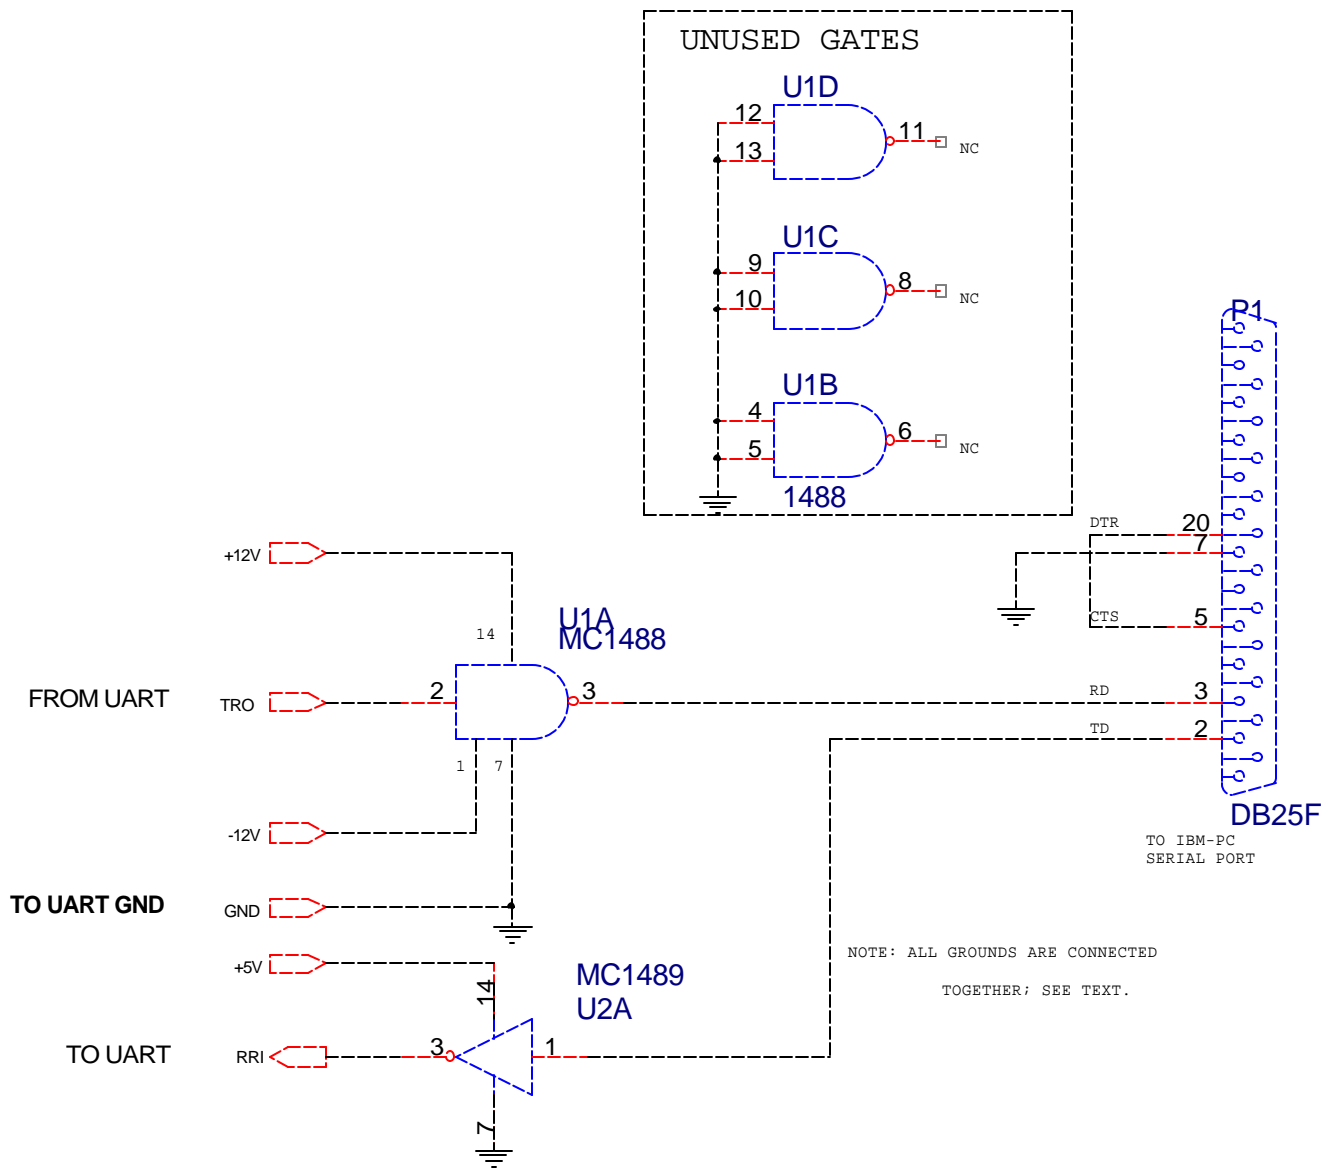 UNUSED GATES
U1D
12
13
11
NC
U1C
9
10
8
NC
U1B
4
5
6
NC
1488
P1
DTR
20
7
CTS
5
RD
3
TD
2
DB25F
TO IBM-PC
SERIAL PORT
+12V
14
U1A
MC1488
FROM UART
TRO
2
3
1
7
-12V
TO UART GND
GND
+5V
14
MC1489
U2A
TO UART
RRI
3
1
7
NOTE: ALL GROUNDS ARE CONNECTED
TOGETHER; SEE TEXT.